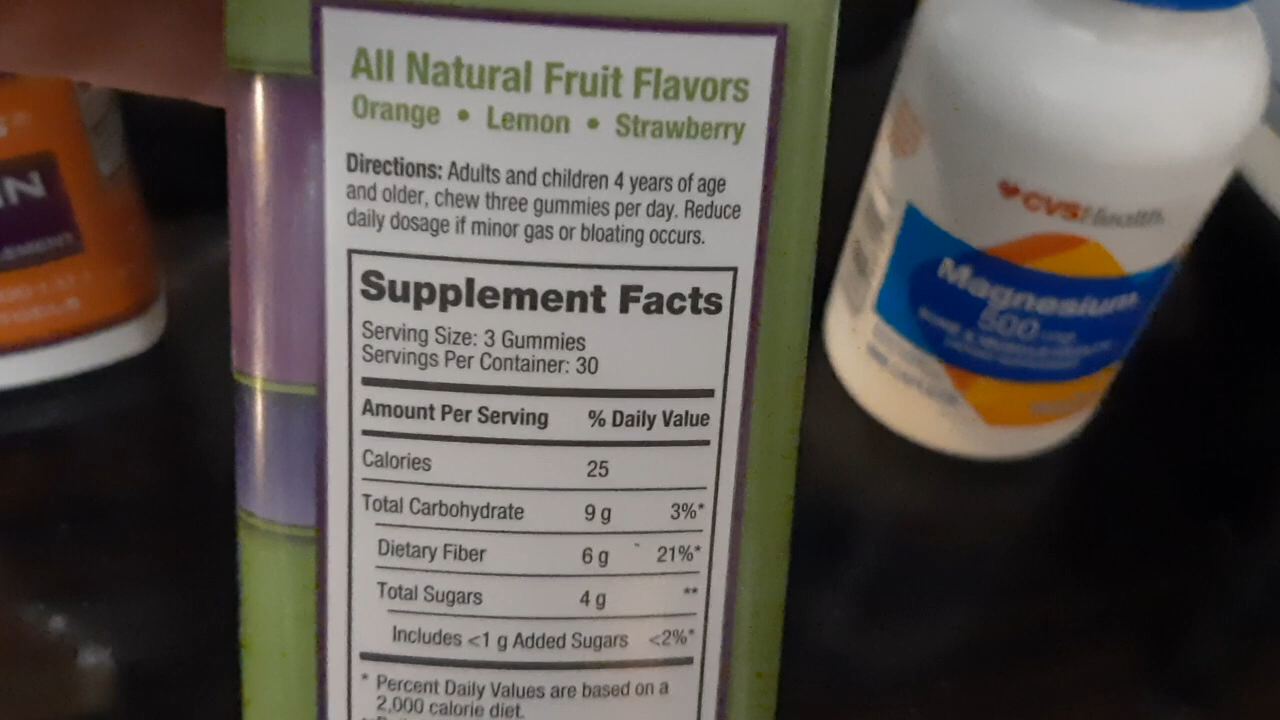 All Natural Fruit Flavors
Orange • Lemon • Strawberry
Directions: Adults and children 4 years of age
and older, chew three gummies per day. Reduce
daily dosage if minor gas or bloating occurs.
Supplement Facts
Serving Size: 3 Gummies
Servings Per Container: 30
Amount Per Serving % Daily Value
Calories 25
Total Carbohydrate 9 g 3%*
Dietary Fiber 6 g 21%*
Total Sugars 4 g **
Includes <1 g Added Sugars <2%*
* Percent Daily Values are based on a
2,000 calorie diet.
CVSHealth
Magnesium
500 mg